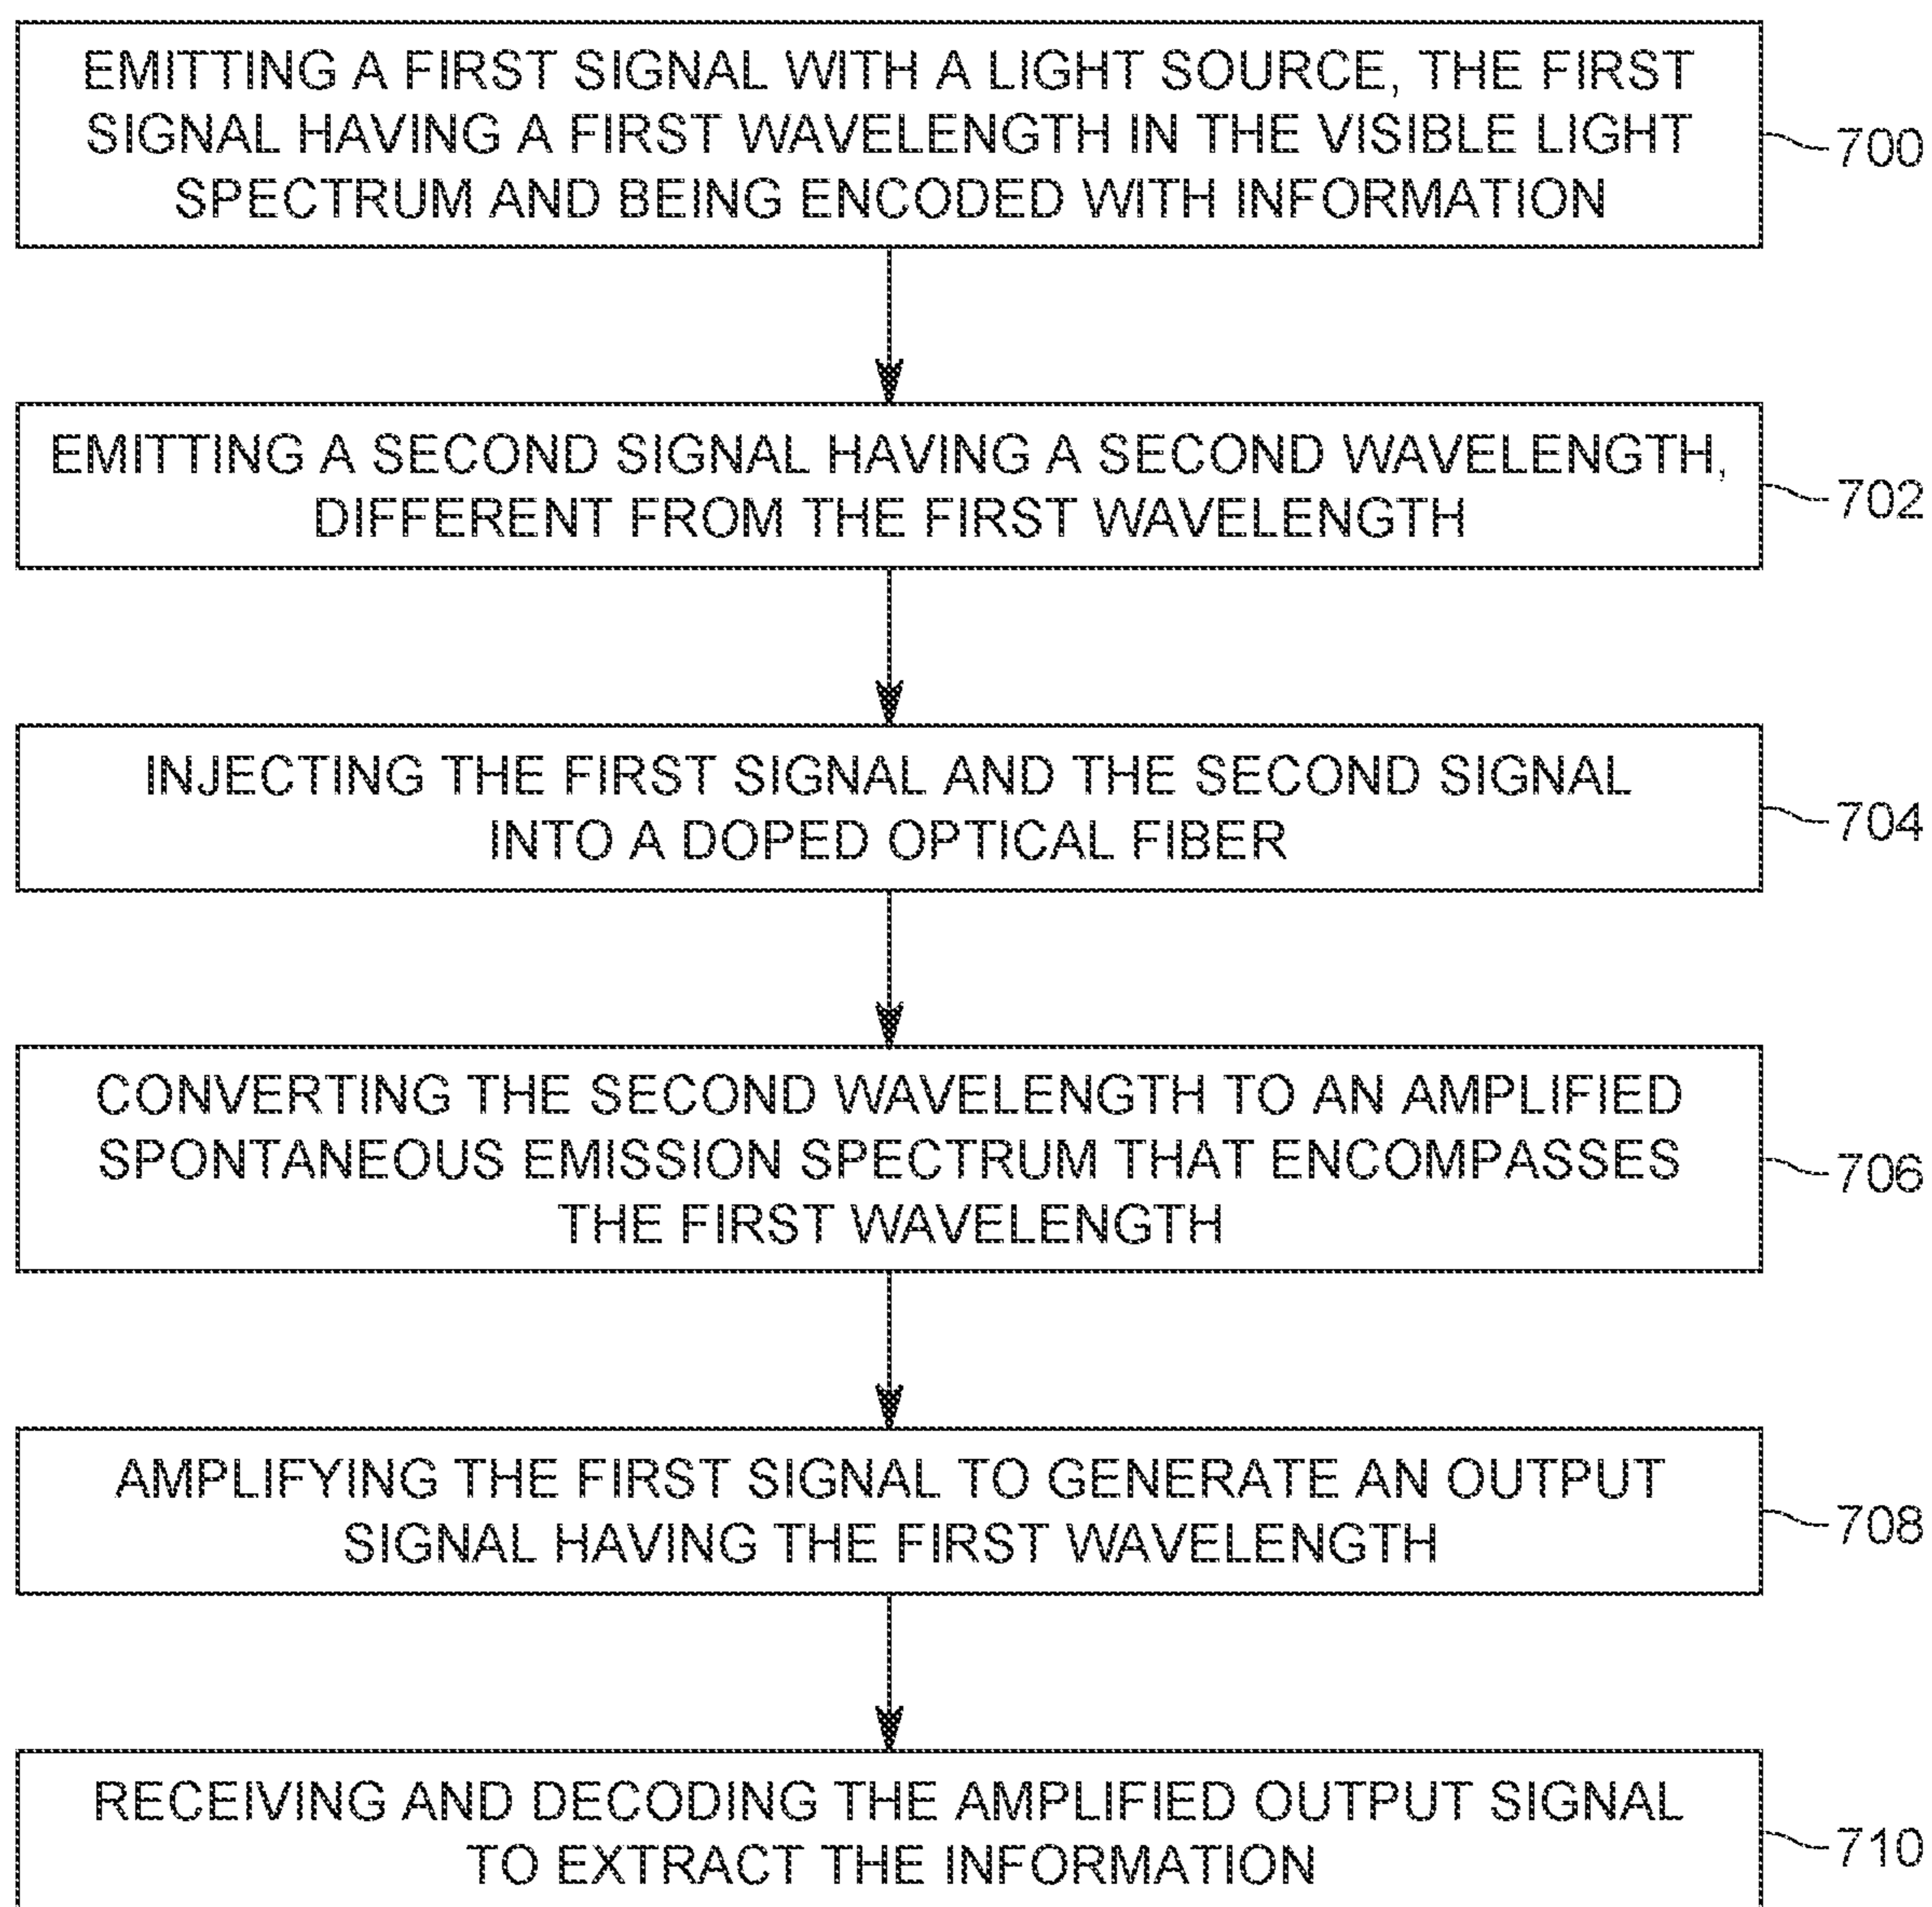 EMITTING A FIRST SIGNAL WITH A LIGHT SOURCE, THE FIRST
SIGNAL HAVING A FIRST WAVELENGTH IN THE VISIBLE LIGHT
SPECTRUM AND BEING ENCODED WITH INFORMATION
700
EMITTING A SECOND SIGNAL HAVING A SECOND WAVELENGTH,
DIFFERENT FROM THE FIRST WAVELENGTH
702
INJECTING THE FIRST SIGNAL AND THE SECOND SIGNAL
INTO A DOPED OPTICAL FIBER
704
CONVERTING THE SECOND WAVELENGTH TO AN AMPLIFIED
SPONTANEOUS EMISSION SPECTRUM THAT ENCOMPASSES
THE FIRST WAVELENGTH
706
AMPLIFYING THE FIRST SIGNAL TO GENERATE AN OUTPUT
SIGNAL HAVING THE FIRST WAVELENGTH
708
RECEIVING AND DECODING THE AMPLIFIED OUTPUT SIGNAL
TO EXTRACT THE INFORMATION
710